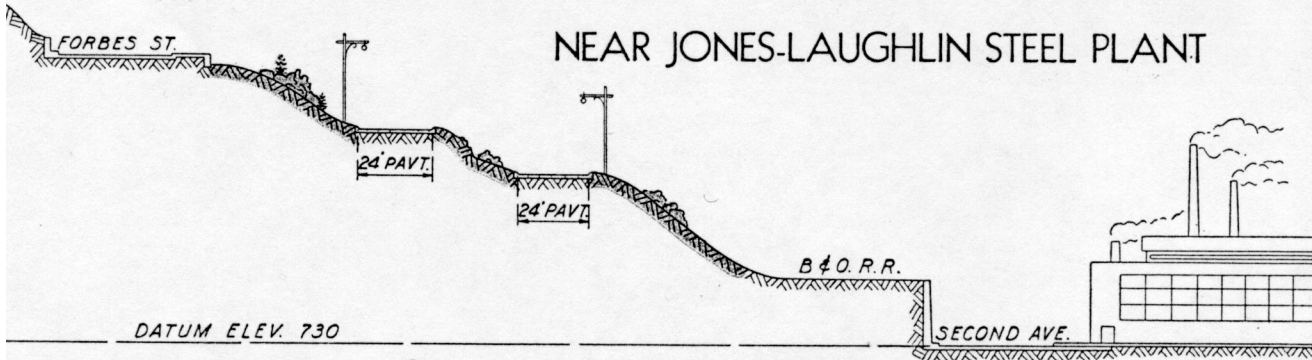 NEAR JONES-LAUGHLIN STEEL PLANT
FORBES ST.
24' PAVT.
24' PAVT.
B & O. R.R.
DATUM ELEV. 730
SECOND AVE.